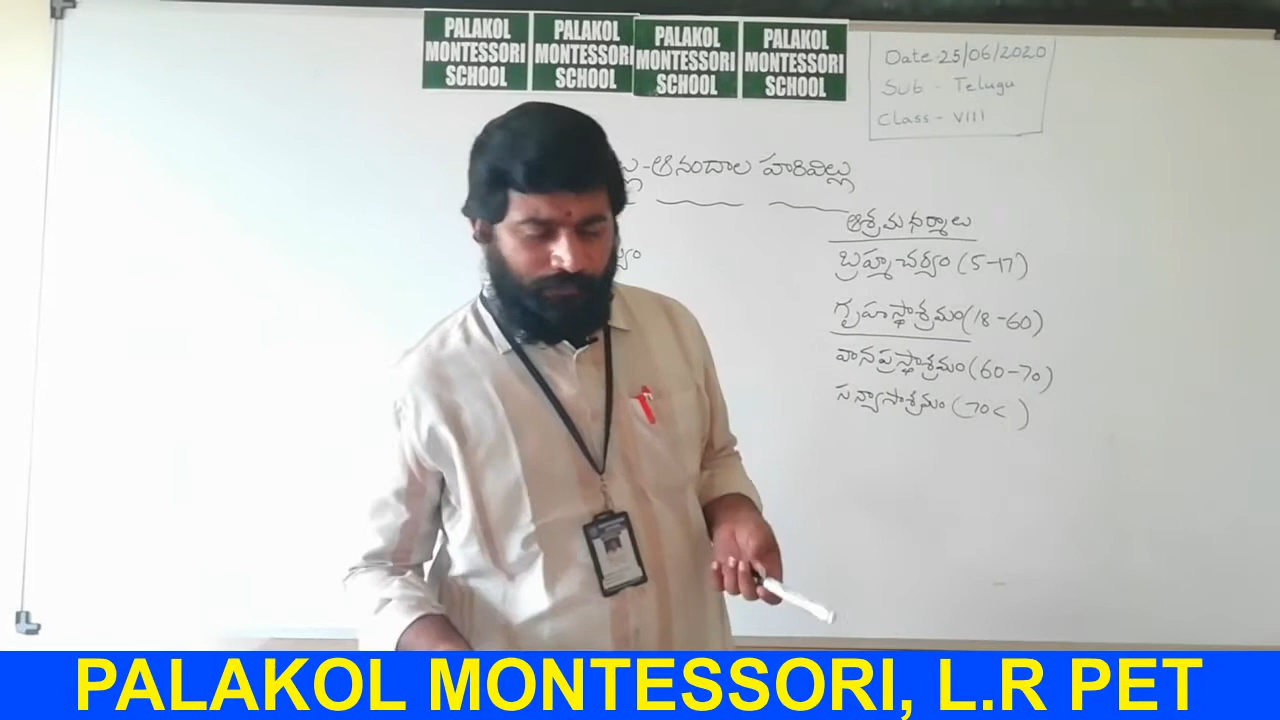 PALAKOL
MONTESSORI
SCHOOL
PALAKOL
MONTESSORI
SCHOOL
PALAKOL
MONTESSORI
SCHOOL
PALAKOL
MONTESSORI
SCHOOL
Date 25/06/2020
Sub - Telugu
Class - VIII
ల్లు-ఆనందాల హరివిల్లు
ఆశ్రమధర్మాలు
బ్రహ్మచర్యం (5-17)
గృహస్థాశ్రమం(18-60)
వానప్రస్థాశ్రమం(60-70)
సన్యాసాశ్రమం (70< )
PALAKOL MONTESSORI, L.R PET